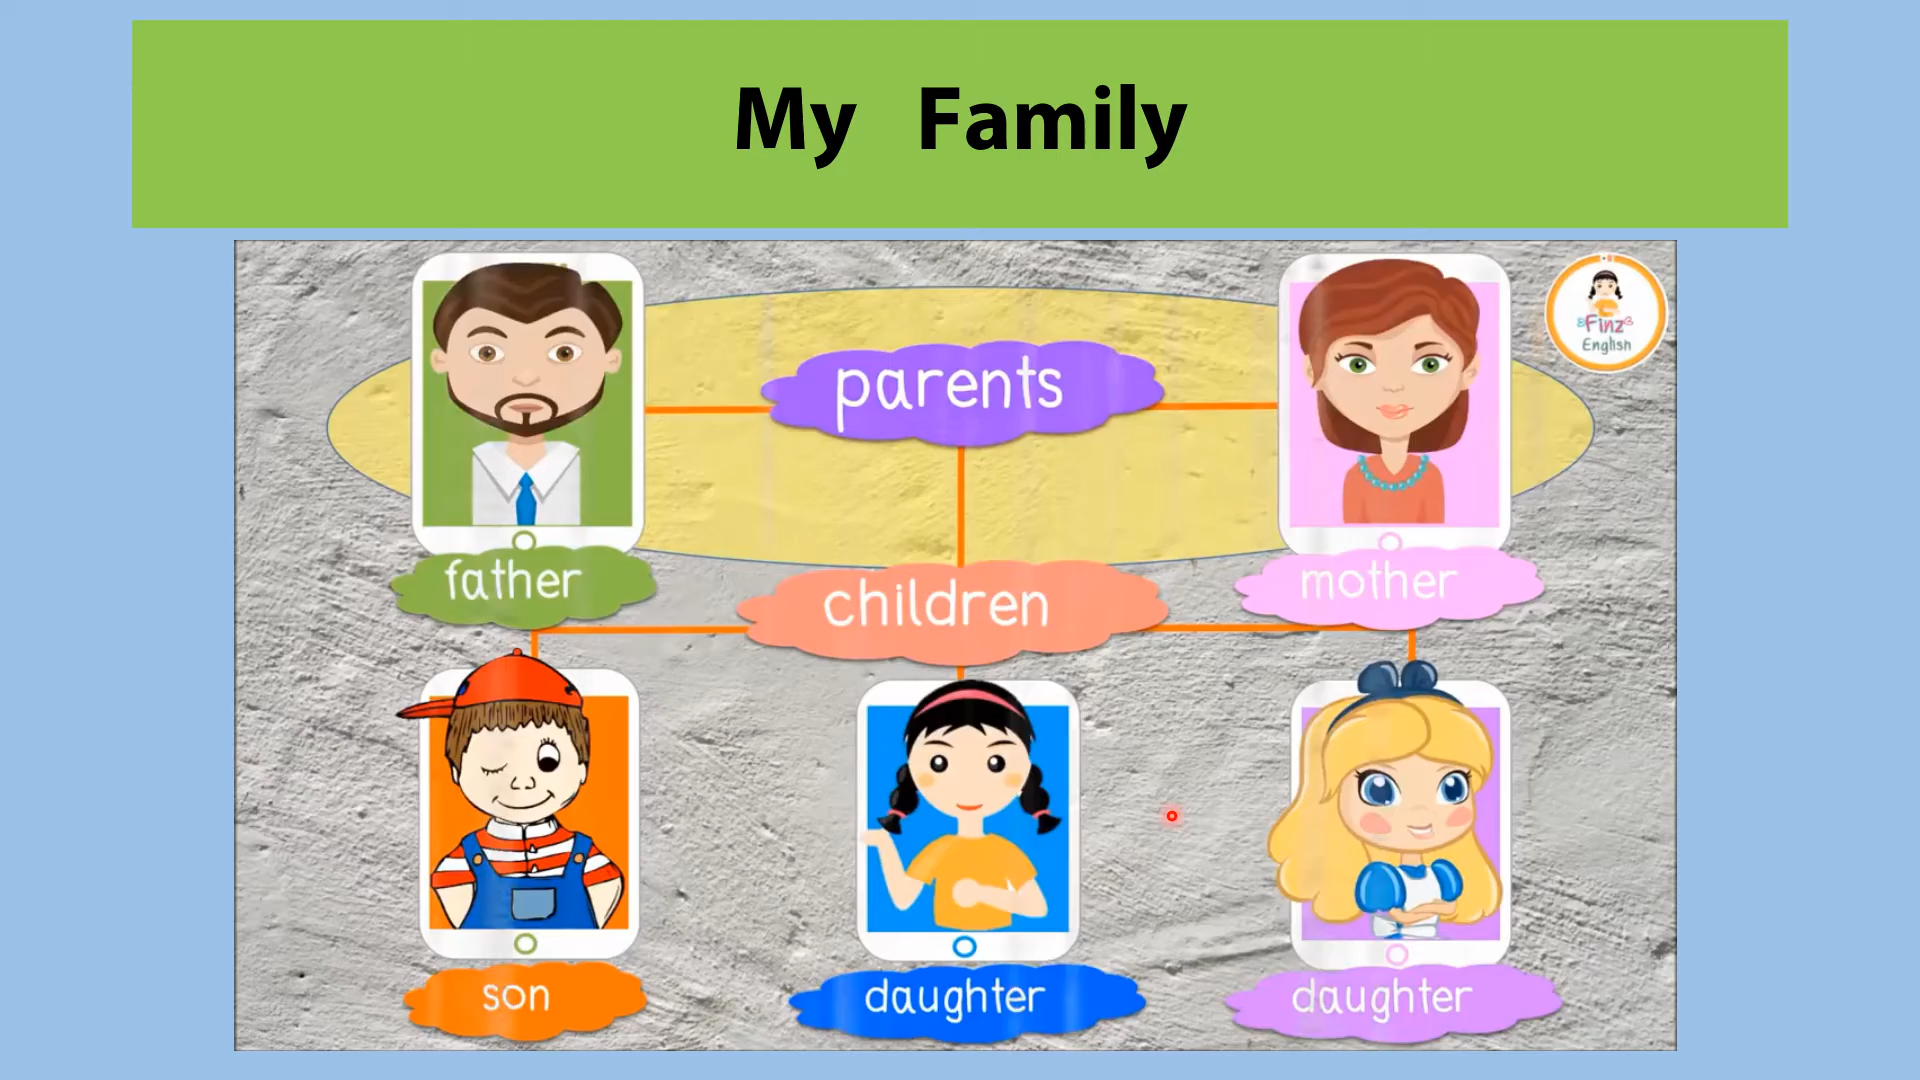 My Family
Finz
English
parents
father
children
mother
son
daughter
daughter